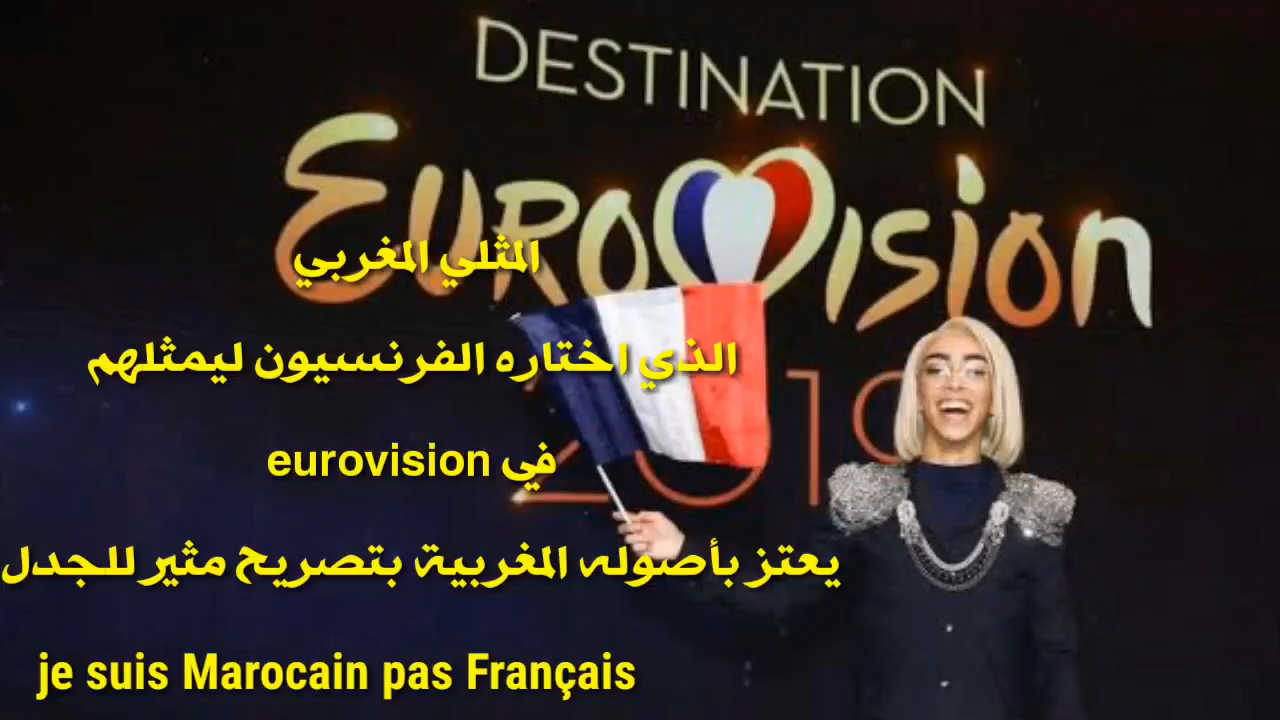 DESTINATION
EUROVISION
2019
المثلي المغربي
الذي اختاره الفرنسيون ليمثلهم
في eurovision
يعتز بأصوله المغربية بتصريح مثير للجدل
je suis Marocain pas Français